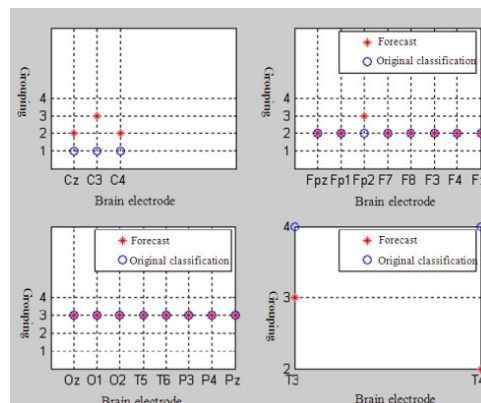 Grouping
4
3
2
1
Cz C3 C4
Brain electrode
Forecast
Original classification
Grouping
4
3
2
1
Fpz Fp1 Fp2 F7 F8 F3 F4
Brain electrode
Forecast
Original classification
Grouping
4
3
2
1
Oz O1 O2 T5 T6 P3 P4 Pz
Brain electrode
Forecast
Original classification
Grouping
4
3
2
T3 T4
Brain electrode